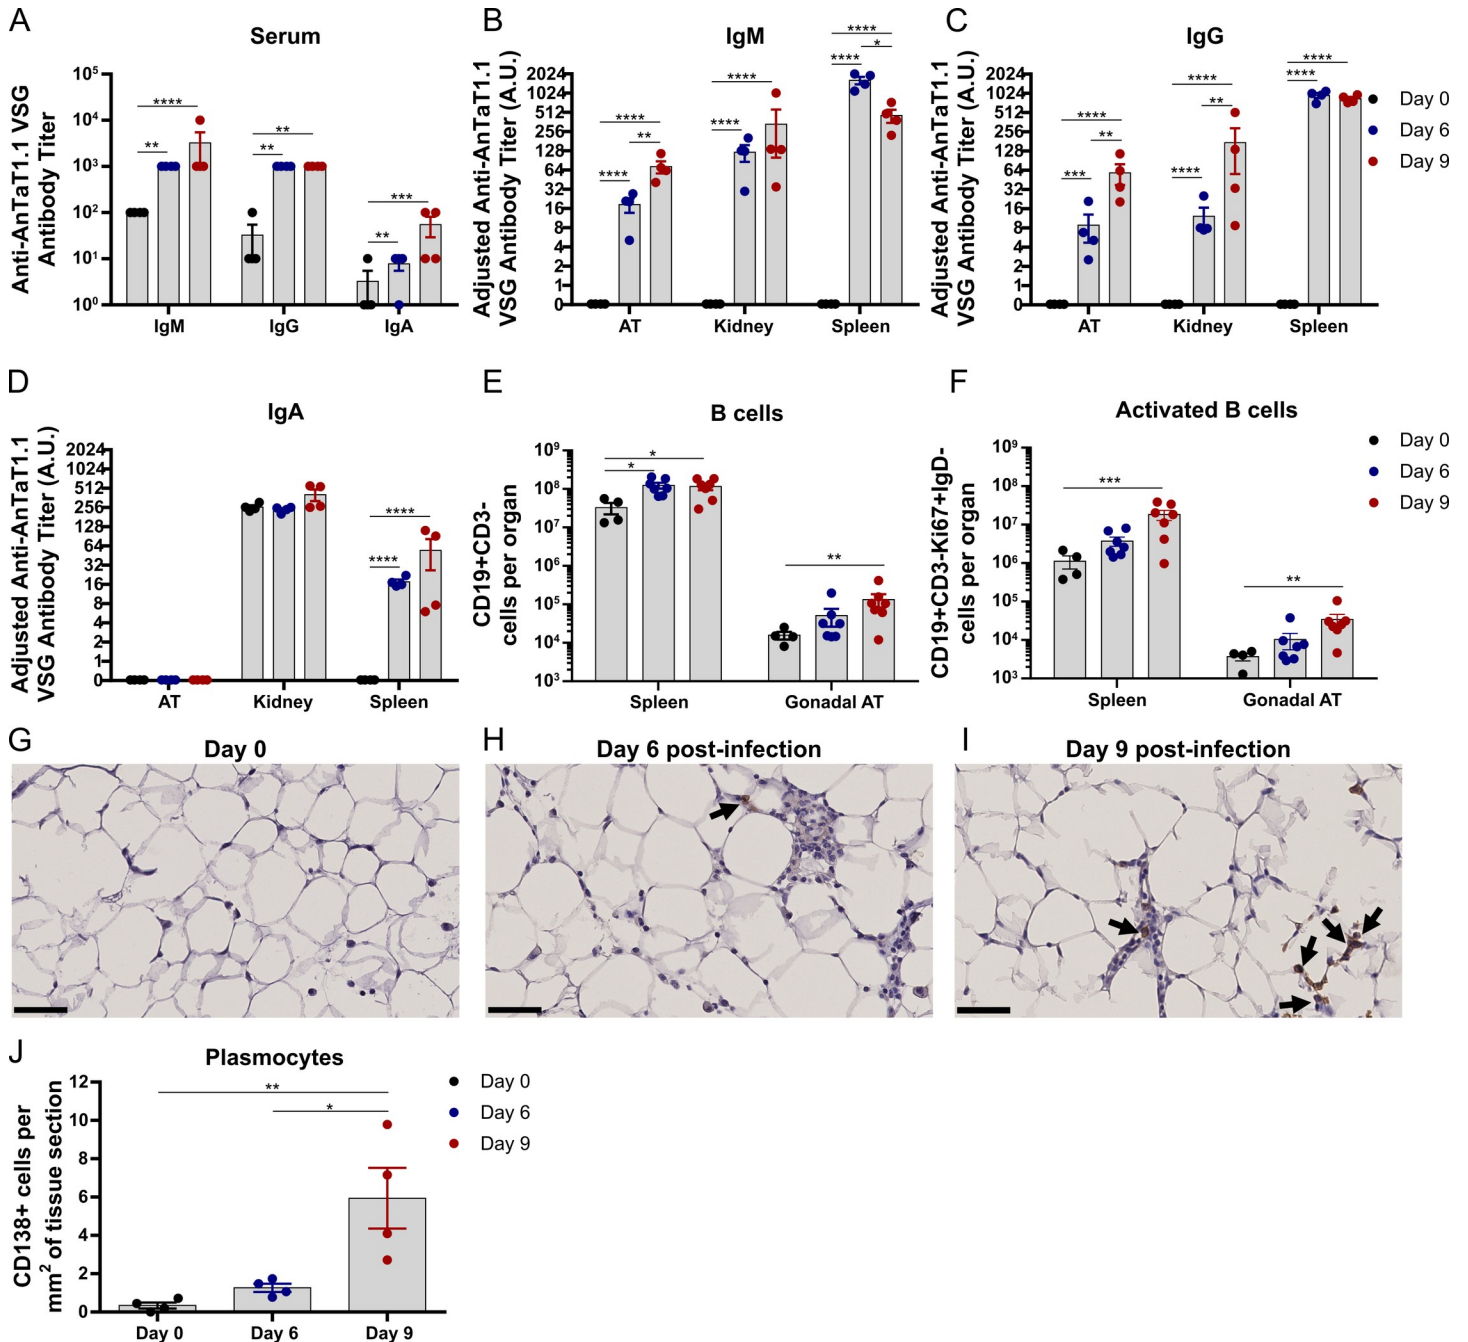 A
Serum
Anti-AnTaT1.1 VSG
Antibody Titer
10⁵
10⁴
10³
10²
10¹
10⁰
****
**
**
**
***
**
IgM
IgG
IgA
B
IgM
Adjusted Anti-AnTaT1.1
VSG Antibody Titer (A.U.)
2024
1024
512
256
128
64
32
16
8
4
2
1
0
****
**
****
****
****
****
*
****
AT
Kidney
Spleen
C
IgG
Adjusted Anti-AnTaT1.1
VSG Antibody Titer (A.U.)
2024
1024
512
256
128
64
32
16
8
4
2
1
0
****
**
***
****
**
****
****
****
AT
Kidney
Spleen
Day 0
Day 6
Day 9
D
IgA
Adjusted Anti-AnTaT1.1
VSG Antibody Titer (A.U.)
2024
1024
512
256
128
64
32
16
8
4
2
1
0
****
****
AT
Kidney
Spleen
E
B cells
CD19+CD3-
cells per organ
10⁹
10⁸
10⁷
10⁶
10⁵
10⁴
10³
*
*
**
Spleen
Gonadal AT
F
Activated B cells
CD19+CD3-Ki67+IgD-
cells per organ
10⁹
10⁸
10⁷
10⁶
10⁵
10⁴
10³
***
**
Spleen
Gonadal AT
Day 0
Day 6
Day 9
G
Day 0
H
Day 6 post-infection
I
Day 9 post-infection
J
Plasmocytes
CD138+ cells per
mm² of tissue section
12
10
8
6
4
2
0
**
*
Day 0
Day 6
Day 9
Day 0
Day 6
Day 9